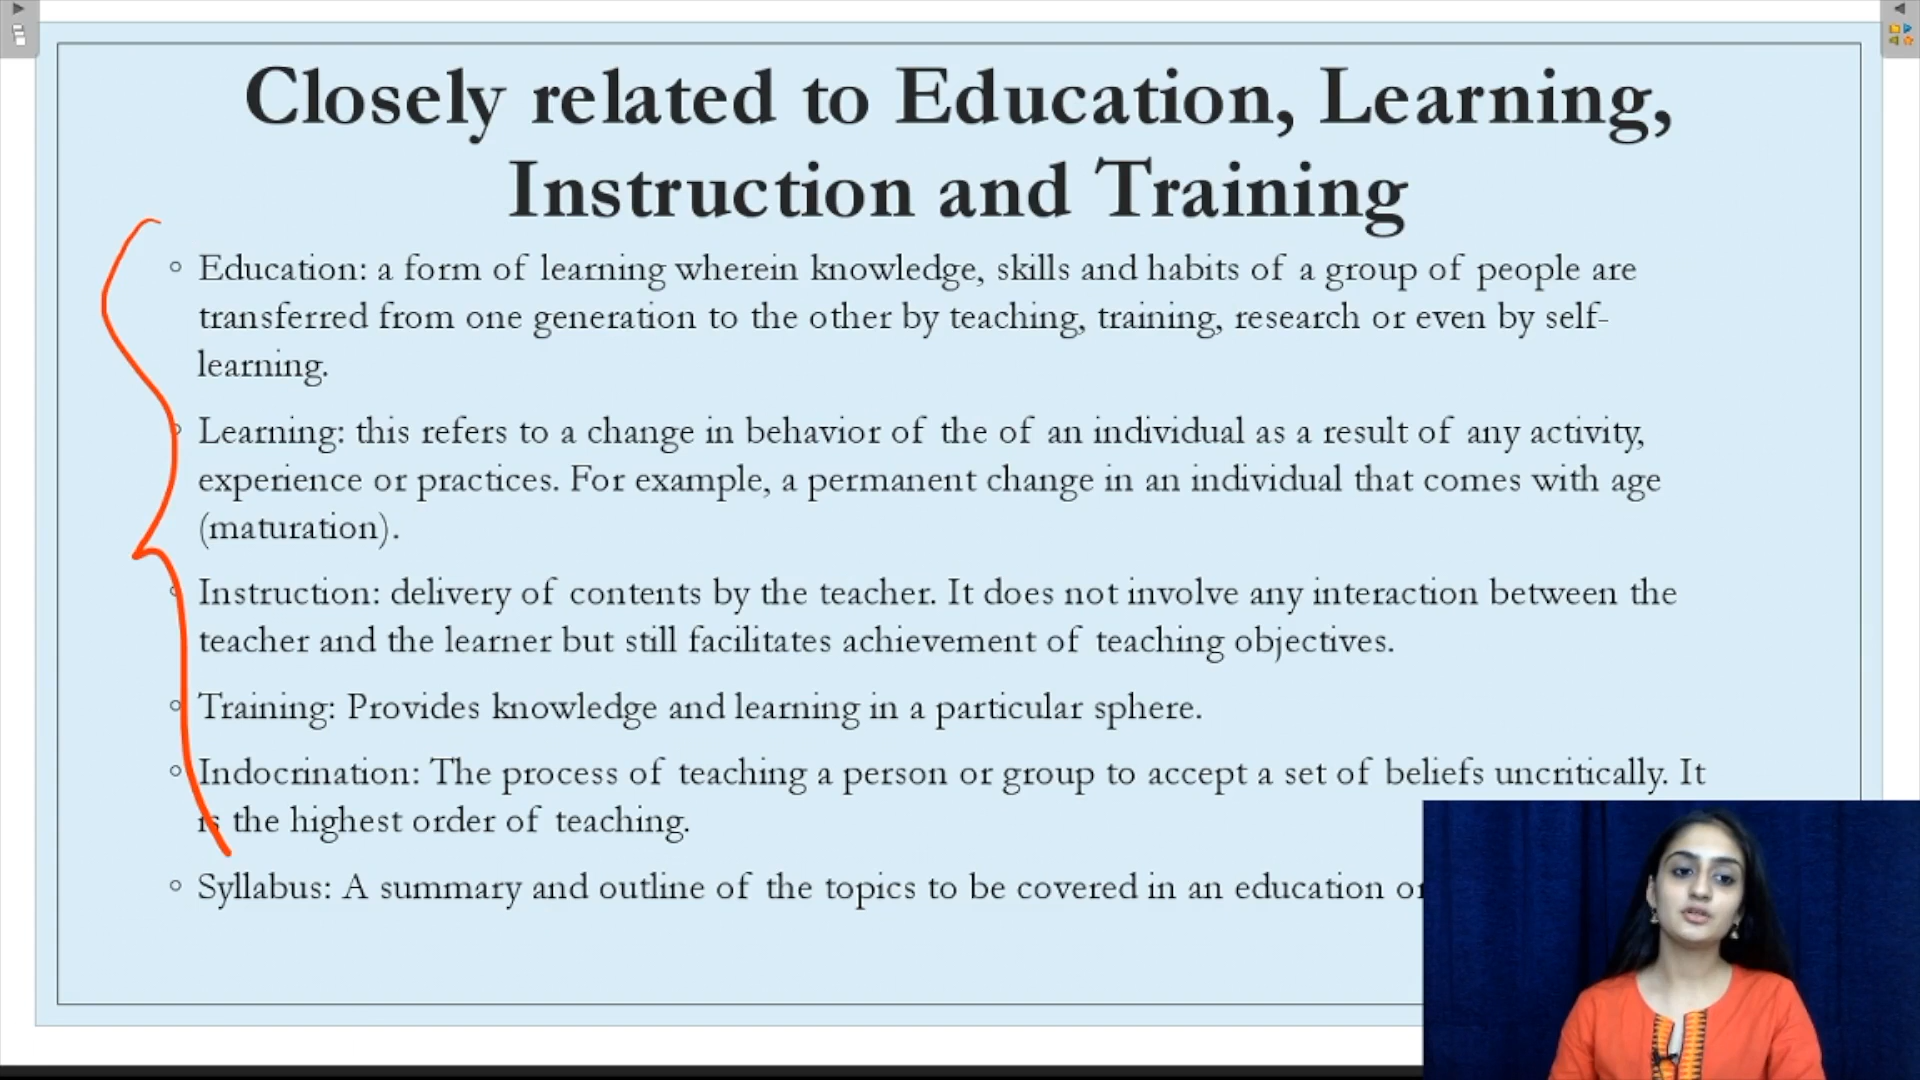 Closely related to Education, Learning,
Instruction and Training
Education: a form of learning wherein knowledge, skills and habits of a group of people are
transferred from one generation to the other by teaching, training, research or even by self-
learning.
Learning: this refers to a change in behavior of the of an individual as a result of any activity,
experience or practices. For example, a permanent change in an individual that comes with age
(maturation).
Instruction: delivery of contents by the teacher. It does not involve any interaction between the
teacher and the learner but still facilitates achievement of teaching objectives.
Training: Provides knowledge and learning in a particular sphere.
Indocrination: The process of teaching a person or group to accept a set of beliefs uncritically. It
is the highest order of teaching.
Syllabus: A summary and outline of the topics to be covered in an education or